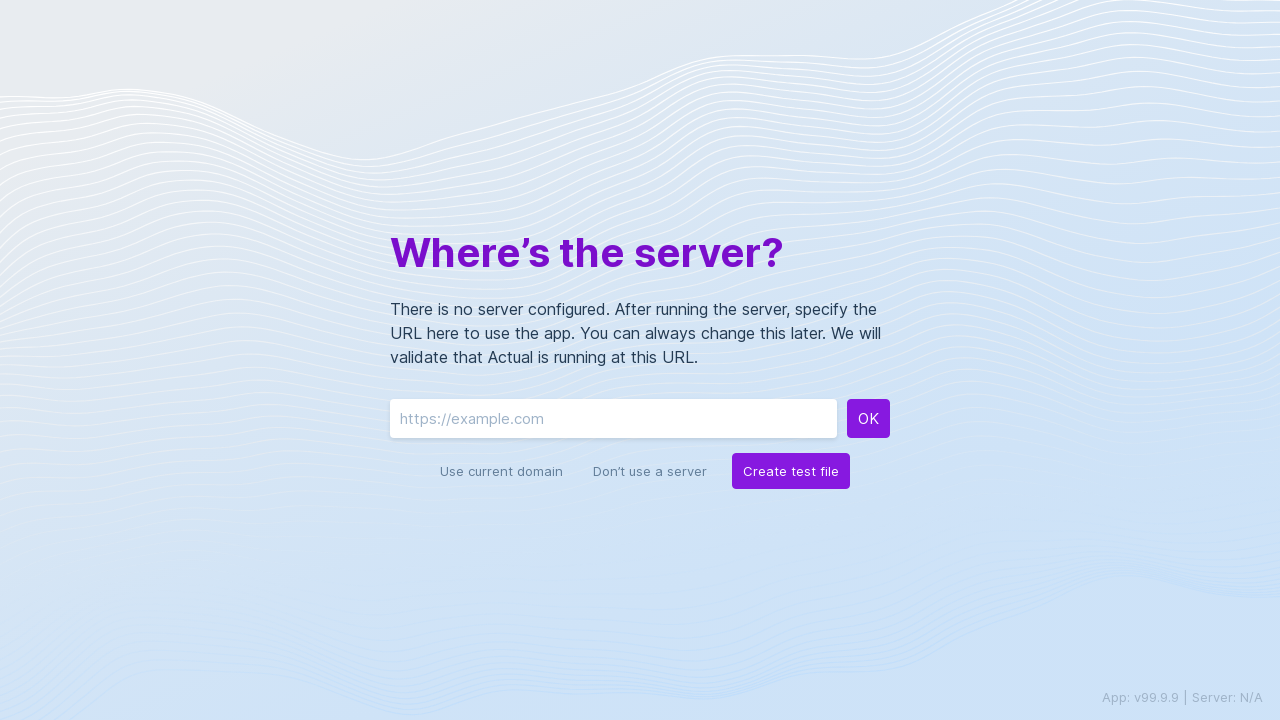 Where’s the server?
There is no server configured. After running the server, specify the
URL here to use the app. You can always change this later. We will
validate that Actual is running at this URL.
https://example.com
OK
Use current domain
Don’t use a server
Create test file
App: v99.9.9 | Server: N/A